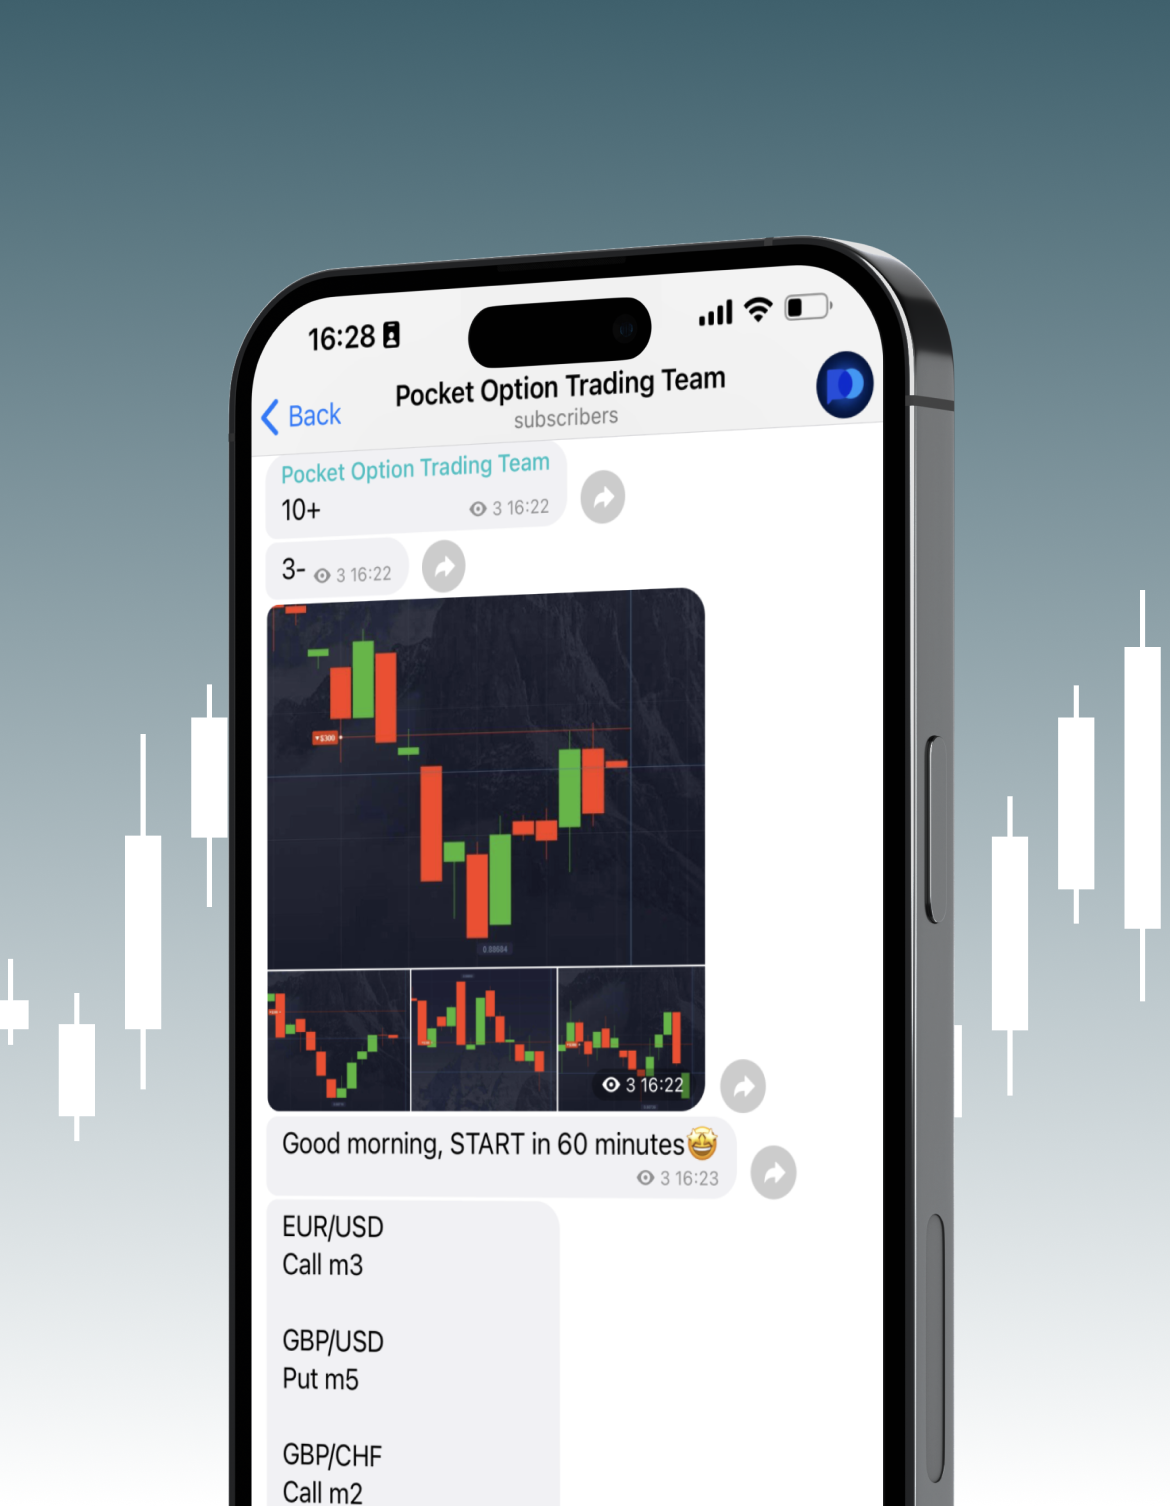 16:28
Back
Pocket Option Trading Team
subscribers
Pocket Option Trading Team
10+
3 16:22
3-
3 16:22
$300
3 16:22
Good morning, START in 60 minutes🤩
3 16:23
EUR/USD
Call m3
GBP/USD
Put m5
GBP/CHF
Call m2